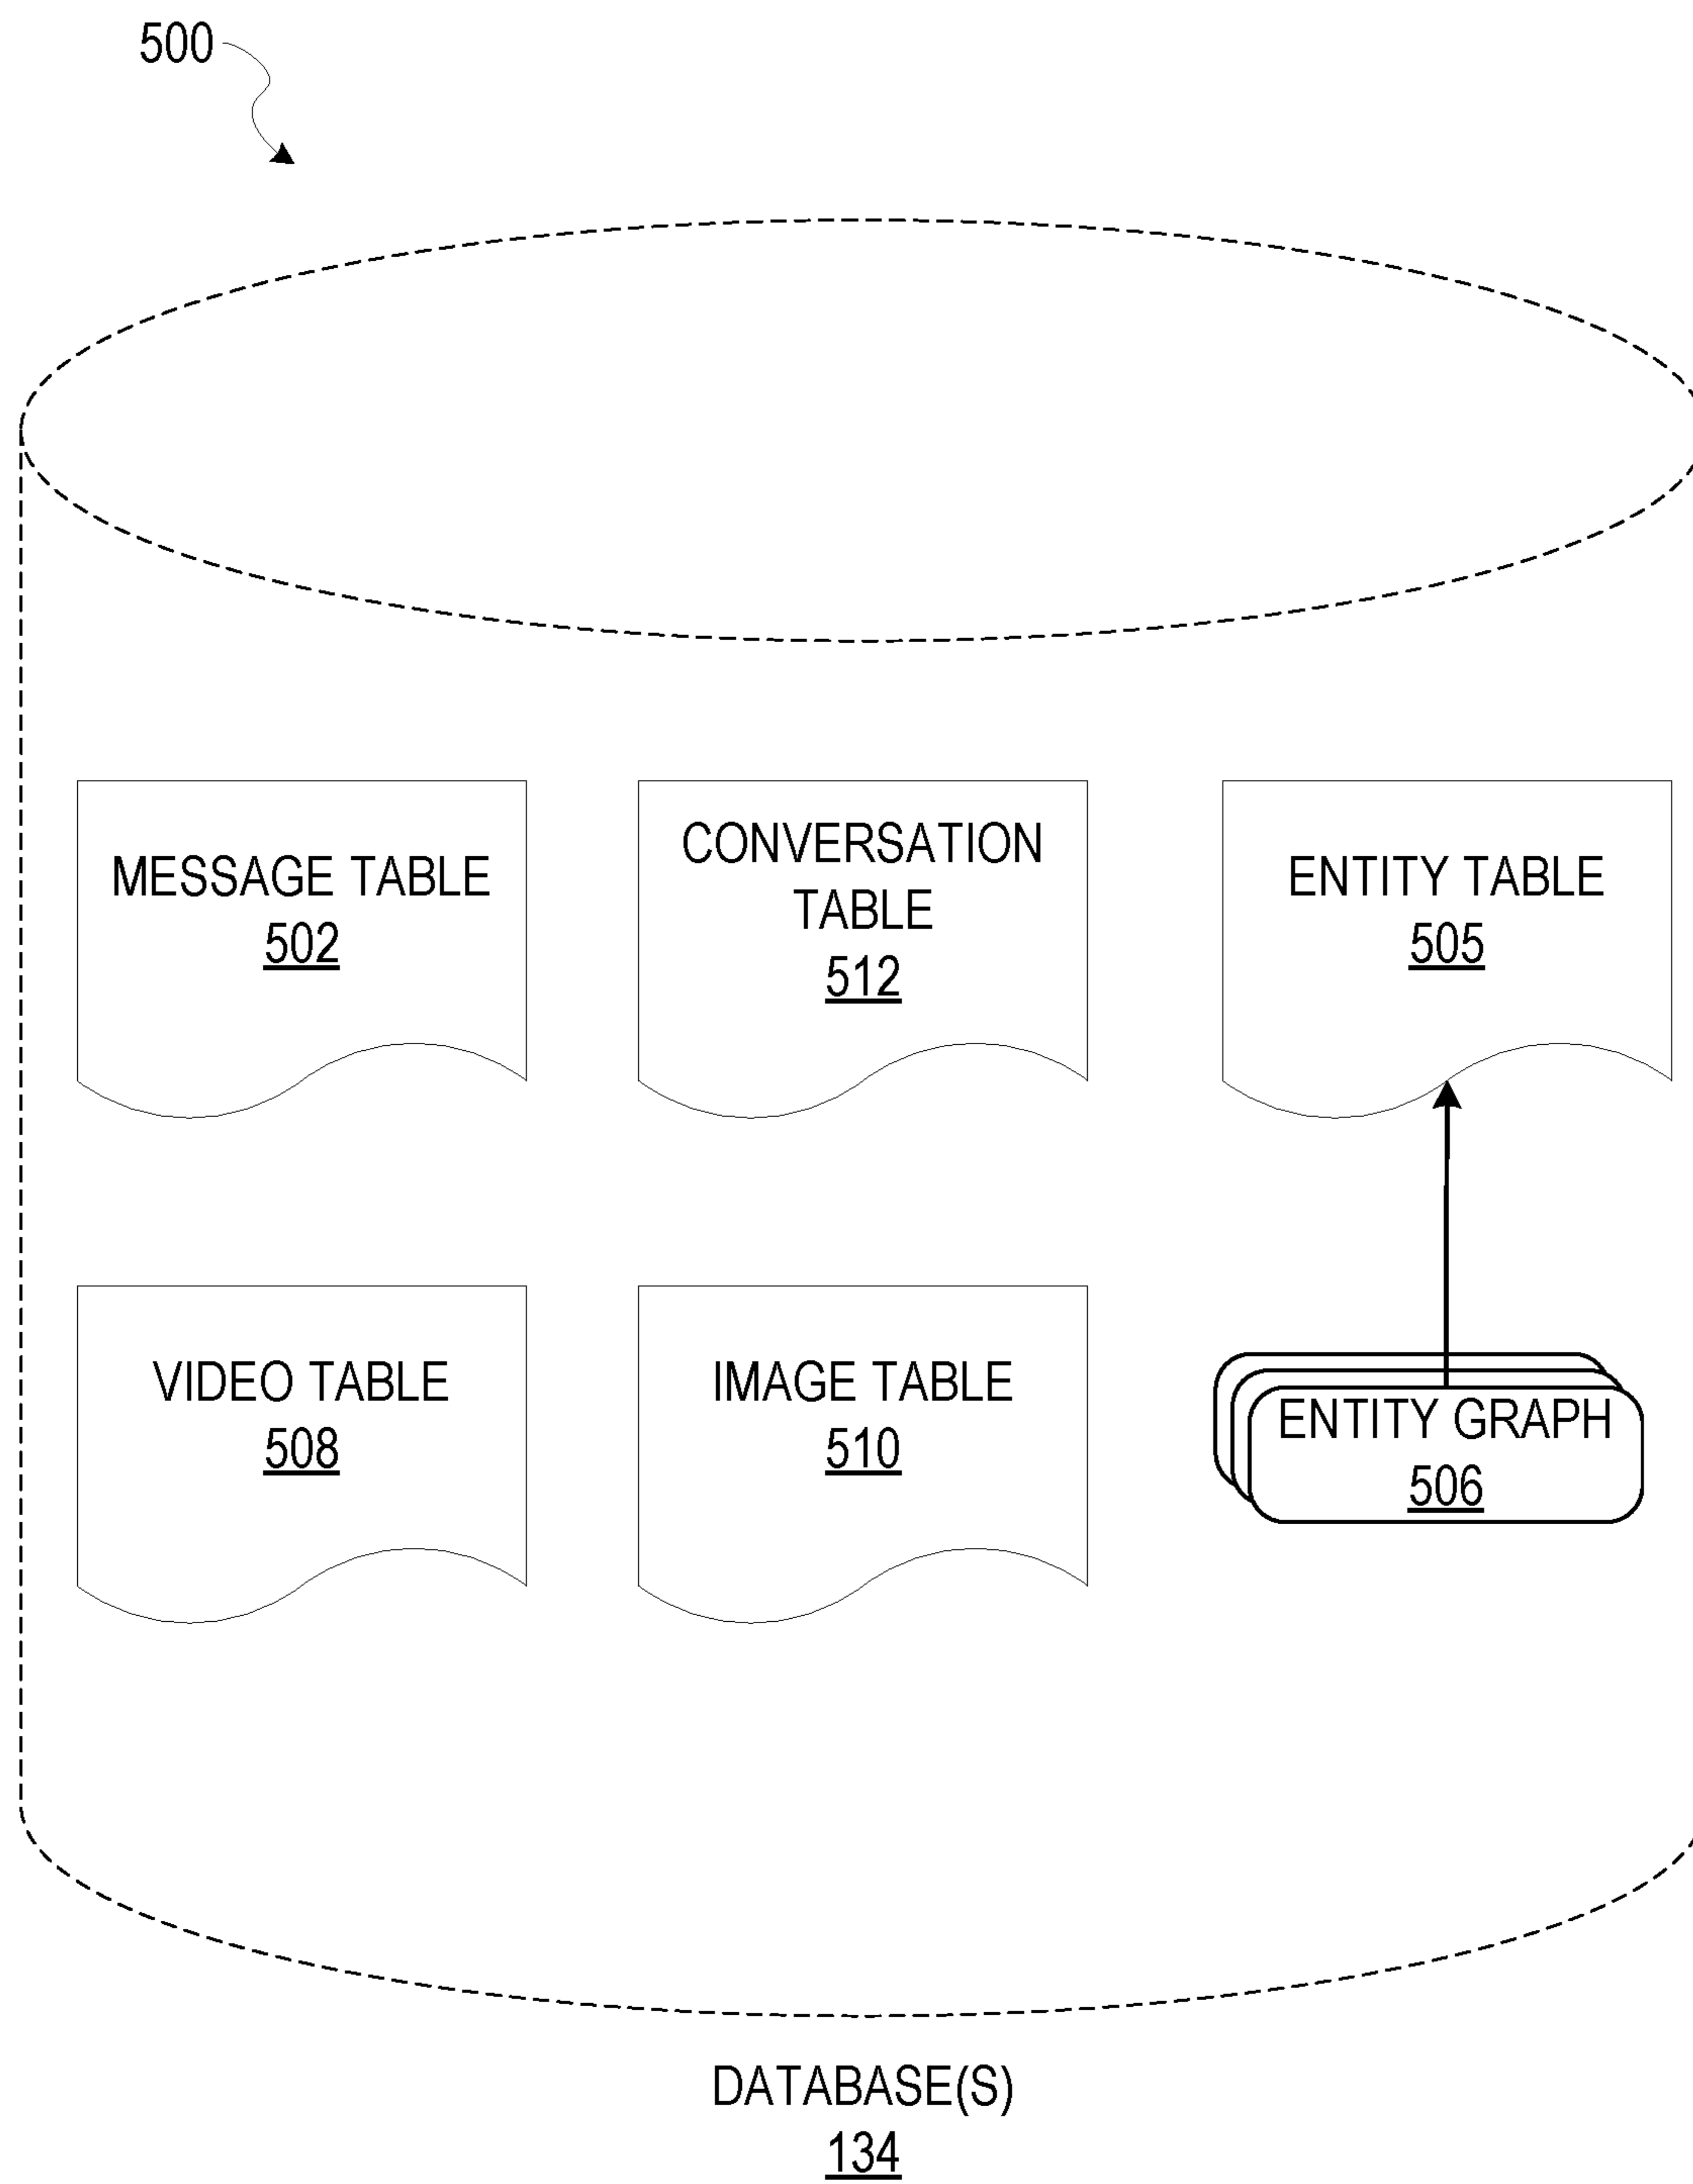 500
MESSAGE TABLE
502
CONVERSATION
TABLE
512
ENTITY TABLE
505
VIDEO TABLE
508
IMAGE TABLE
510
ENTITY GRAPH
506
DATABASE(S)
134